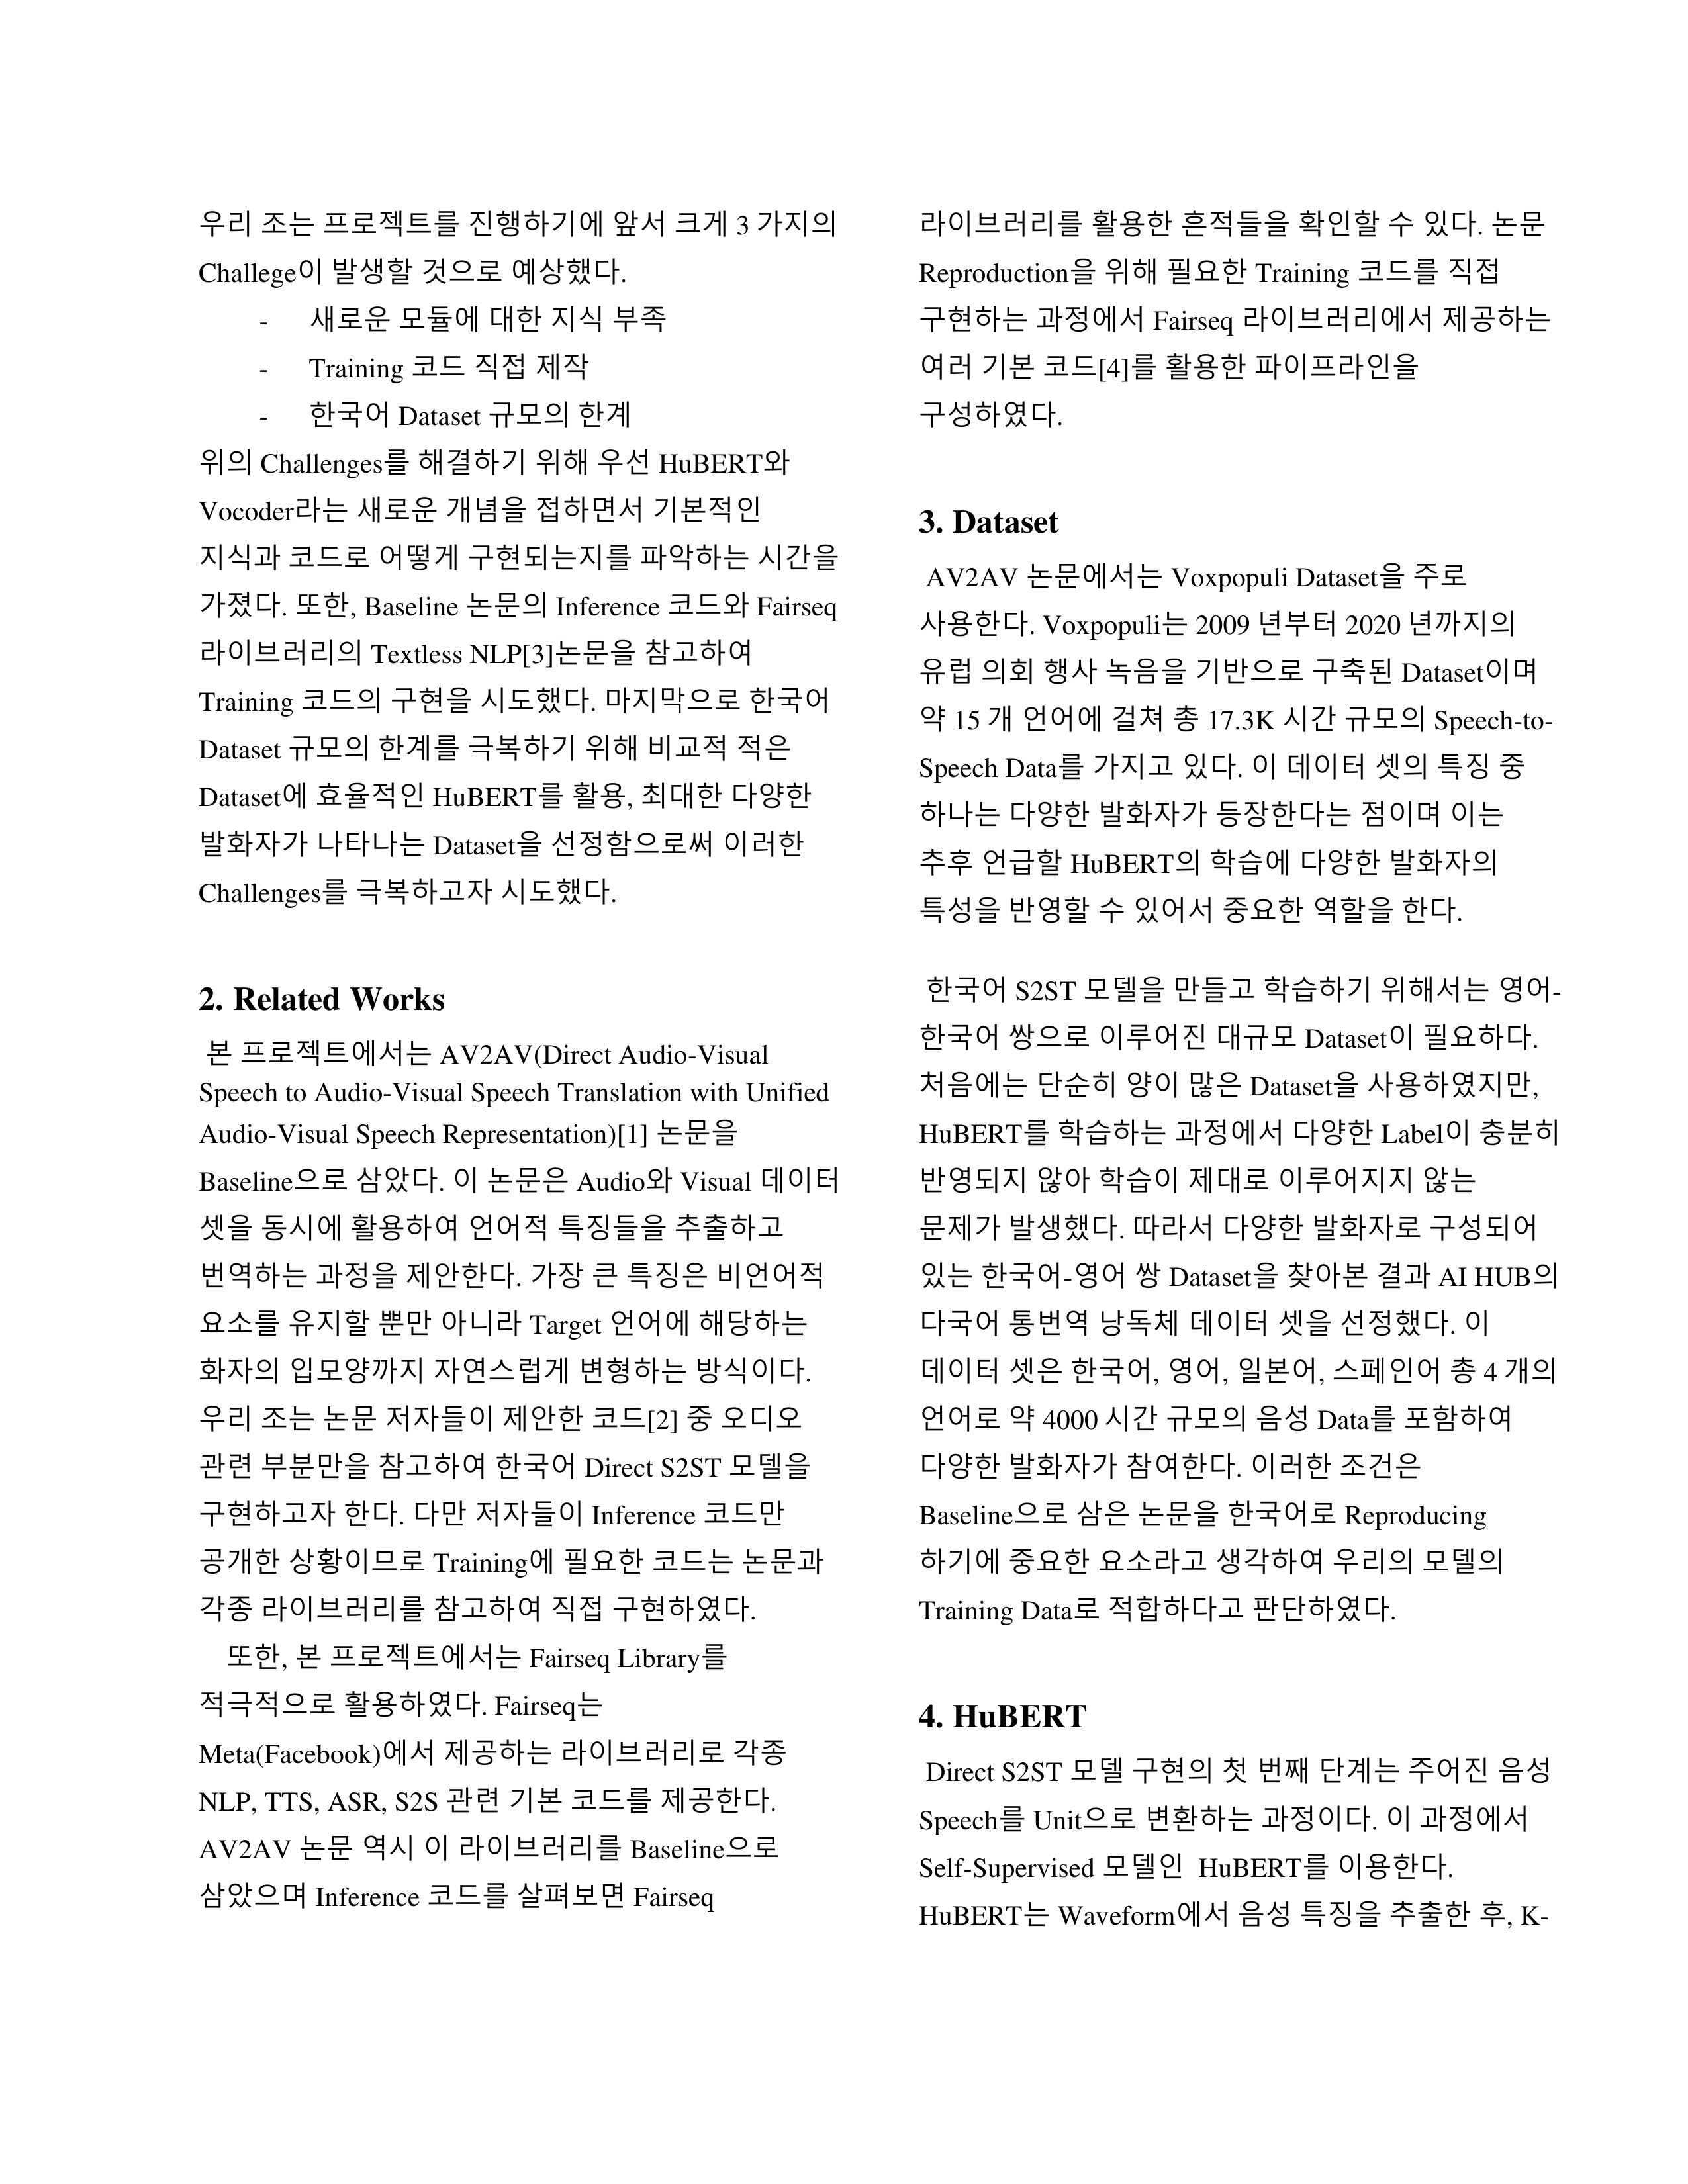 우리 조는 프로젝트를 진행하기에 앞서 크게 3 가지의
Challege이 발생할 것으로 예상했다.
- 새로운 모듈에 대한 지식 부족
- Training 코드 직접 제작
- 한국어 Dataset 규모의 한계
위의 Challenges를 해결하기 위해 우선 HuBERT와
Vocoder라는 새로운 개념을 접하면서 기본적인
지식과 코드로 어떻게 구현되는지를 파악하는 시간을
가졌다. 또한, Baseline 논문의 Inference 코드와 Fairseq
라이브러리의 Textless NLP[3]논문을 참고하여
Training 코드의 구현을 시도했다. 마지막으로 한국어
Dataset 규모의 한계를 극복하기 위해 비교적 적은
Dataset에 효율적인 HuBERT를 활용, 최대한 다양한
발화자가 나타나는 Dataset을 선정함으로써 이러한
Challenges를 극복하고자 시도했다.
2. Related Works
본 프로젝트에서는 AV2AV(Direct Audio-Visual
Speech to Audio-Visual Speech Translation with Unified
Audio-Visual Speech Representation)[1] 논문을
Baseline으로 삼았다. 이 논문은 Audio와 Visual 데이터
셋을 동시에 활용하여 언어적 특징들을 추출하고
번역하는 과정을 제안한다. 가장 큰 특징은 비언어적
요소를 유지할 뿐만 아니라 Target 언어에 해당하는
화자의 입모양까지 자연스럽게 변형하는 방식이다.
우리 조는 논문 저자들이 제안한 코드[2] 중 오디오
관련 부분만을 참고하여 한국어 Direct S2ST 모델을
구현하고자 한다. 다만 저자들이 Inference 코드만
공개한 상황이므로 Training에 필요한 코드는 논문과
각종 라이브러리를 참고하여 직접 구현하였다.
또한, 본 프로젝트에서는 Fairseq Library를
적극적으로 활용하였다. Fairseq는
Meta(Facebook)에서 제공하는 라이브러리로 각종
NLP, TTS, ASR, S2S 관련 기본 코드를 제공한다.
AV2AV 논문 역시 이 라이브러리를 Baseline으로
삼았으며 Inference 코드를 살펴보면 Fairseq
라이브러리를 활용한 흔적들을 확인할 수 있다. 논문
Reproduction을 위해 필요한 Training 코드를 직접
구현하는 과정에서 Fairseq 라이브러리에서 제공하는
여러 기본 코드[4]를 활용한 파이프라인을
구성하였다.
3. Dataset
AV2AV 논문에서는 Voxpopuli Dataset을 주로
사용한다. Voxpopuli는 2009 년부터 2020 년까지의
유럽 의회 행사 녹음을 기반으로 구축된 Dataset이며
약 15 개 언어에 걸쳐 총 17.3K 시간 규모의 Speech-to-
Speech Data를 가지고 있다. 이 데이터 셋의 특징 중
하나는 다양한 발화자가 등장한다는 점이며 이는
추후 언급할 HuBERT의 학습에 다양한 발화자의
특성을 반영할 수 있어서 중요한 역할을 한다.
한국어 S2ST 모델을 만들고 학습하기 위해서는 영어-
한국어 쌍으로 이루어진 대규모 Dataset이 필요하다.
처음에는 단순히 양이 많은 Dataset을 사용하였지만,
HuBERT를 학습하는 과정에서 다양한 Label이 충분히
반영되지 않아 학습이 제대로 이루어지지 않는
문제가 발생했다. 따라서 다양한 발화자로 구성되어
있는 한국어-영어 쌍 Dataset을 찾아본 결과 AI HUB의
다국어 통번역 낭독체 데이터 셋을 선정했다. 이
데이터 셋은 한국어, 영어, 일본어, 스페인어 총 4 개의
언어로 약 4000 시간 규모의 음성 Data를 포함하여
다양한 발화자가 참여한다. 이러한 조건은
Baseline으로 삼은 논문을 한국어로 Reproducing
하기에 중요한 요소라고 생각하여 우리의 모델의
Training Data로 적합하다고 판단하였다.
4. HuBERT
Direct S2ST 모델 구현의 첫 번째 단계는 주어진 음성
Speech를 Unit으로 변환하는 과정이다. 이 과정에서
Self-Supervised 모델인 HuBERT를 이용한다.
HuBERT는 Waveform에서 음성 특징을 추출한 후, K-